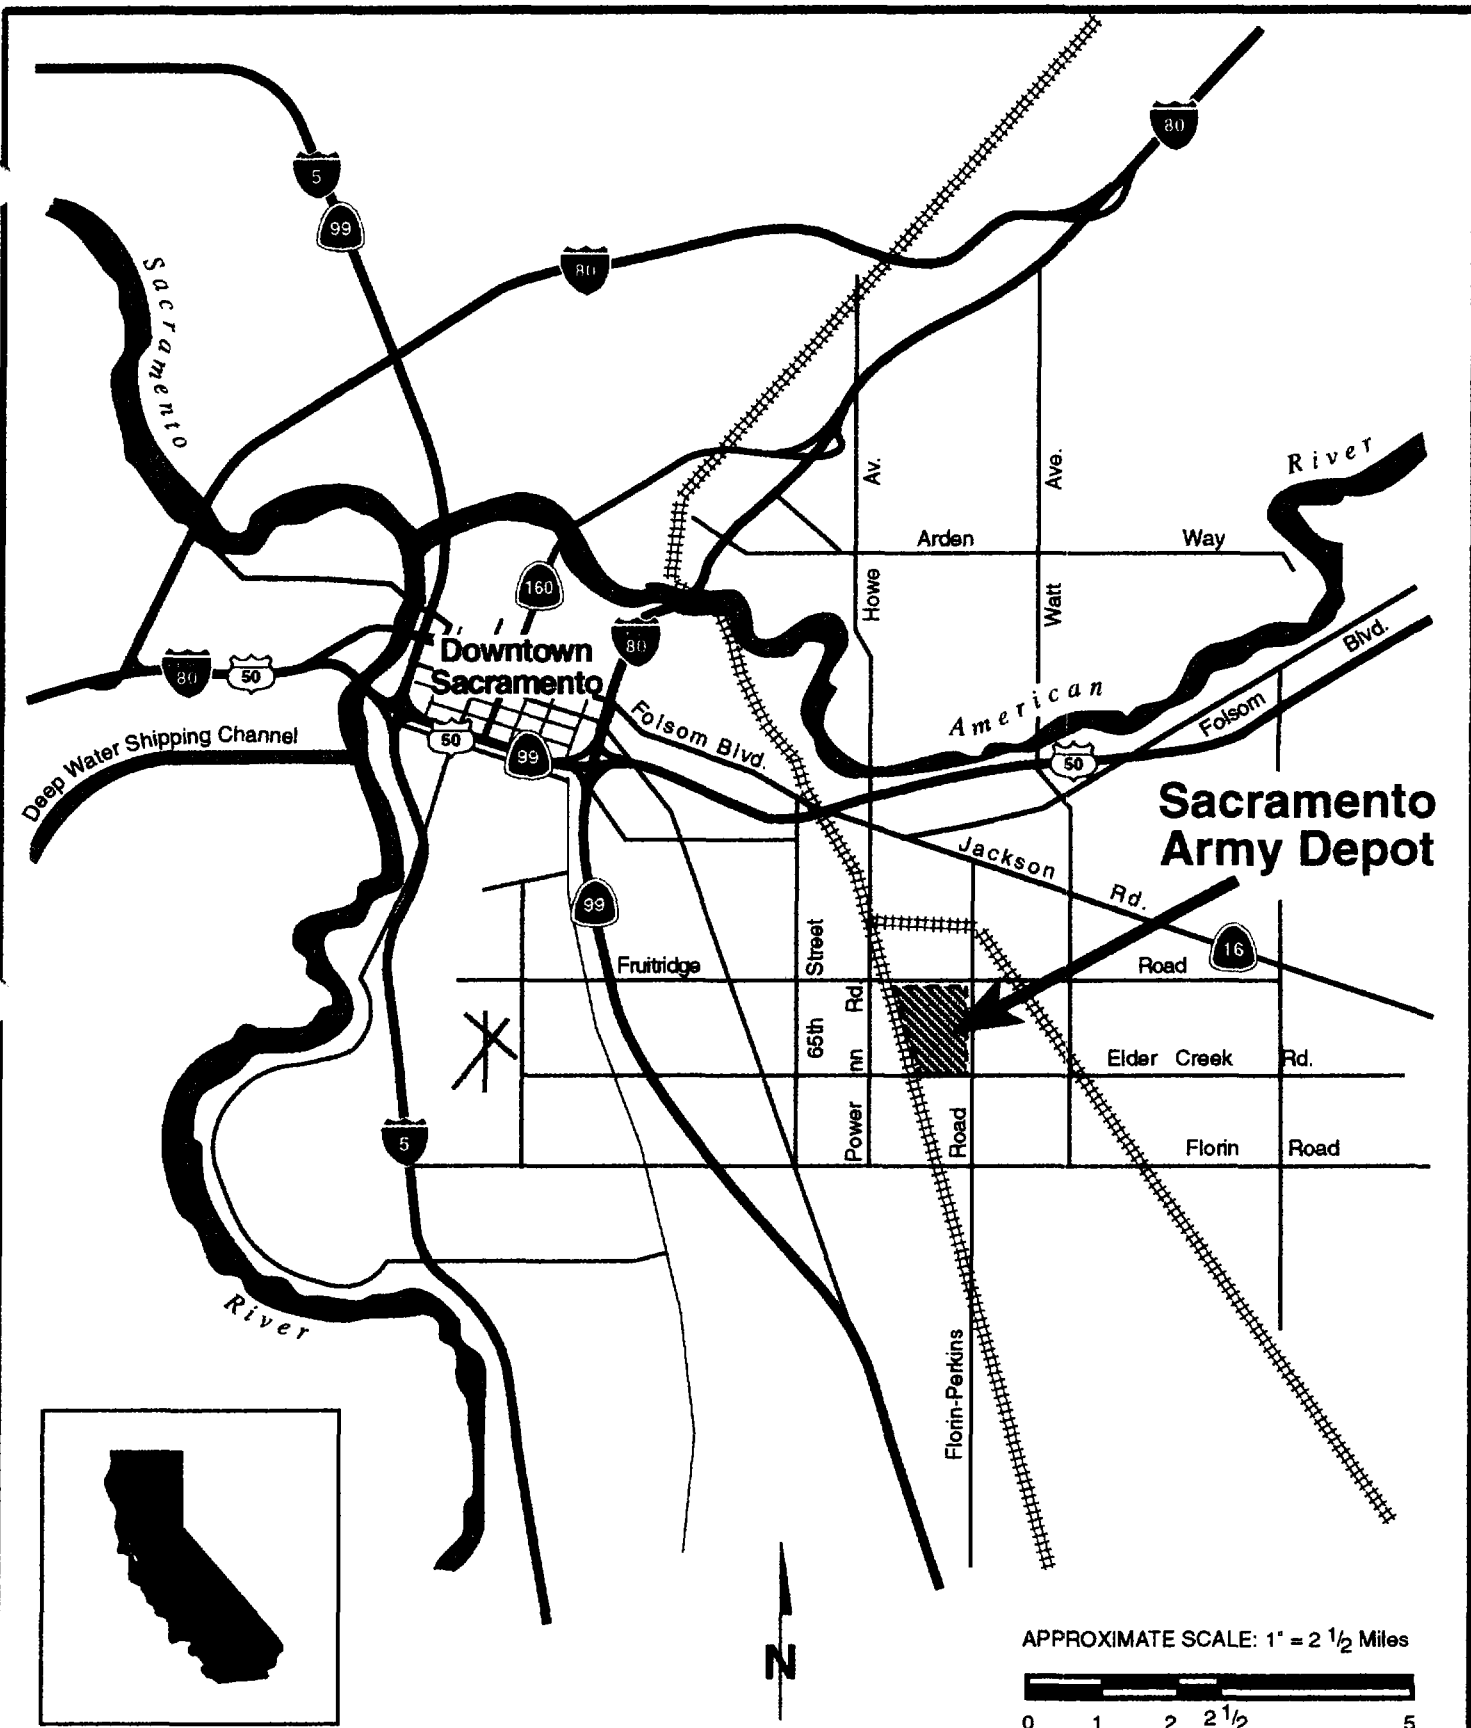 80
5
99
80
Sacramento
River
Av.
Ave.
Arden Way
160
Howe
Watt
80
Downtown
Sacramento
80
50
Blvd.
Folsom
American
Folsom Blvd.
50
99
50
Deep Water Shipping Channel
Sacramento
Army Depot
Jackson Rd.
16
99
Street
65th
Fruitridge Road
Power Inn Rd.
Elder Creek Rd.
5
Road
Florin-Perkins
Florin Road
River
N
APPROXIMATE SCALE: 1" = 2 1/2 Miles
0 1 2 2 1/2 5